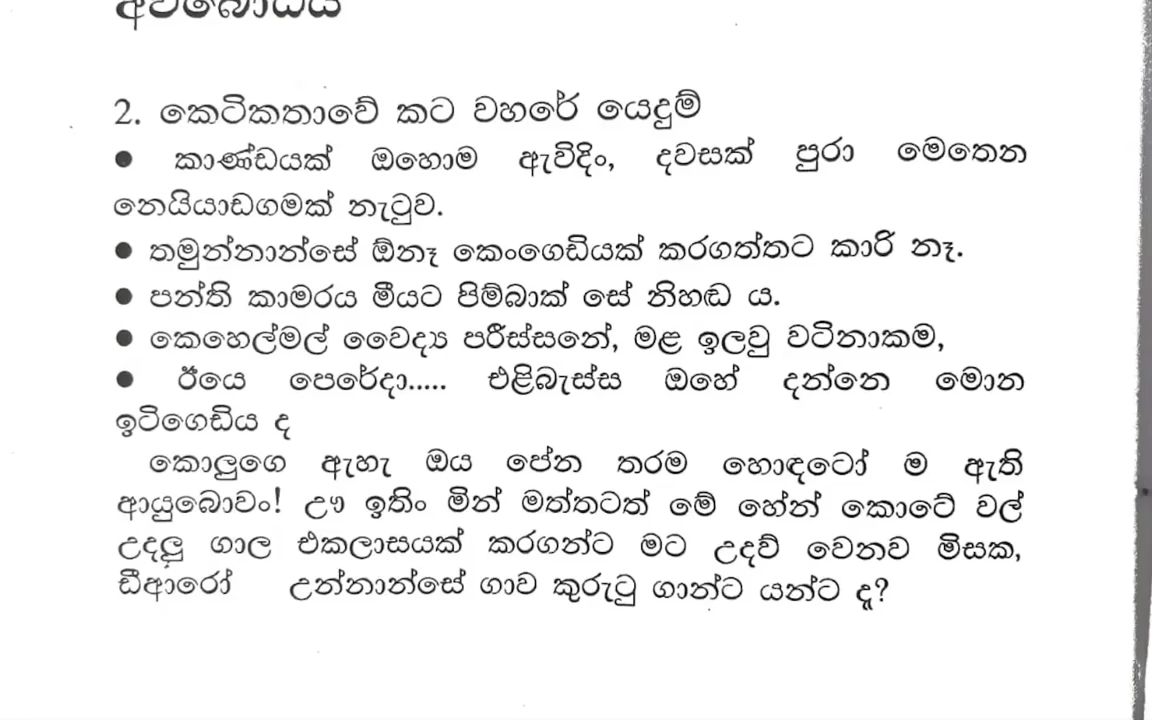 අවබෝධය
2. කෙටිකතාවේ කට වහරේ යෙදුම්
● කාණ්ඩයක් ඔහොම ඇවිදිං, දවසක් පුරා මෙතෙන
නෙයියාඩගමක් නැටුව.
● තමුන්නාන්සේ ඕනෑ කෙංගෙඩියක් කරගත්තට කාරි නෑ.
● පන්ති කාමරය මීයට පිම්බාක් සේ නිහඬ ය.
● කෙහෙල්මල් වෛද්‍ය පරීස්සනේ, මළ ඉලවු වටිනාකම,
● ඊයෙ පෙරේදා..... එළිබැස්ස ඔහේ දන්නෙ මොන
ඉටිගෙඩිය ද
කොලුගෙ ඇහැ ඔය පේන තරම හොඳටෝ ම ඇති
ආයුබොවං! ඌ ඉතිං මින් මත්තටත් මේ හේන් කොටේ වල්
උදලු ගාල එකලාසයක් කරගන්ට මට උදව් වෙනව මිසක,
ඩීආරෝ උන්නාන්සේ ගාව කුරුටු ගාන්ට යන්ට ද?